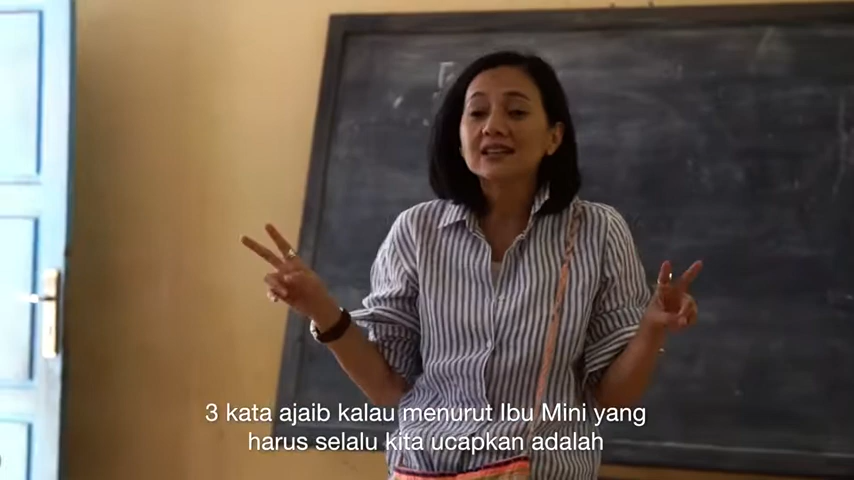 3 kata ajaib kalau menurut Ibu Mini yang
harus selalu kita ucapkan adalah